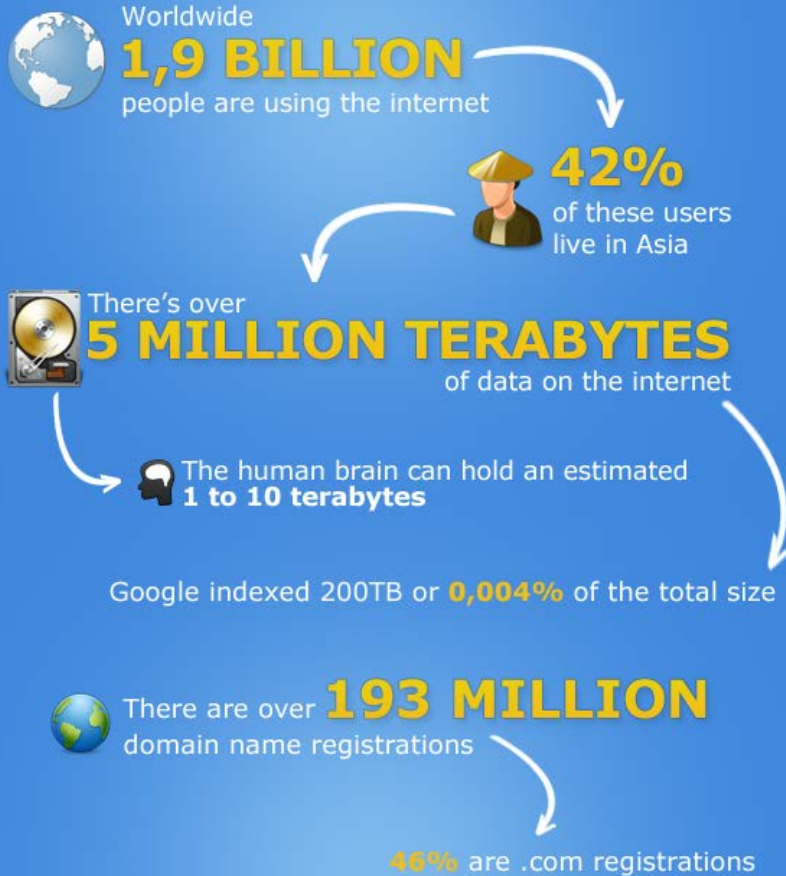 Worldwide
1,9 BILLION
people are using the internet
42%
of these users
live in Asia
There's over
5 MILLION TERABYTES
of data on the internet
The human brain can hold an estimated
1 to 10 terabytes
Google indexed 200TB or 0,004% of the total size
There are over 193 MILLION
domain name registrations
46% are .com registrations